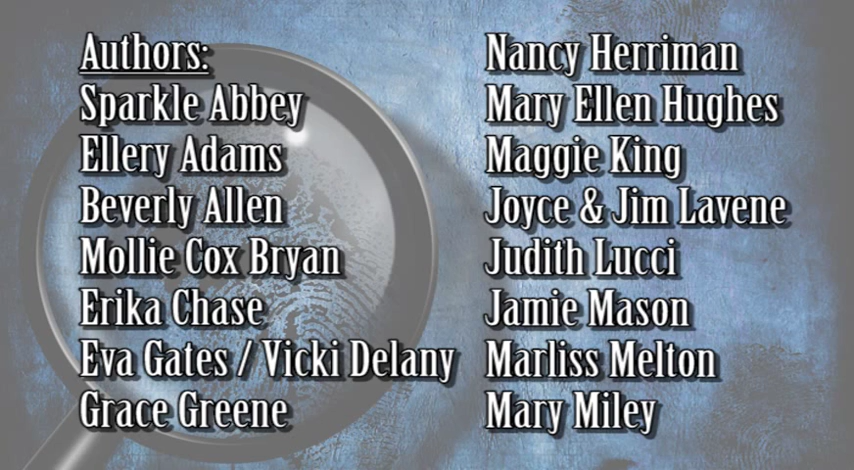 Authors:
Sparkle Abbey
Ellery Adams
Beverly Allen
Mollie Cox Bryan
Erika Chase
Eva Gates / Vicki Delany
Grace Greene
Nancy Herriman
Mary Ellen Hughes
Maggie King
Joyce & Jim Lavene
Judith Lucci
Jamie Mason
Marliss Melton
Mary Miley